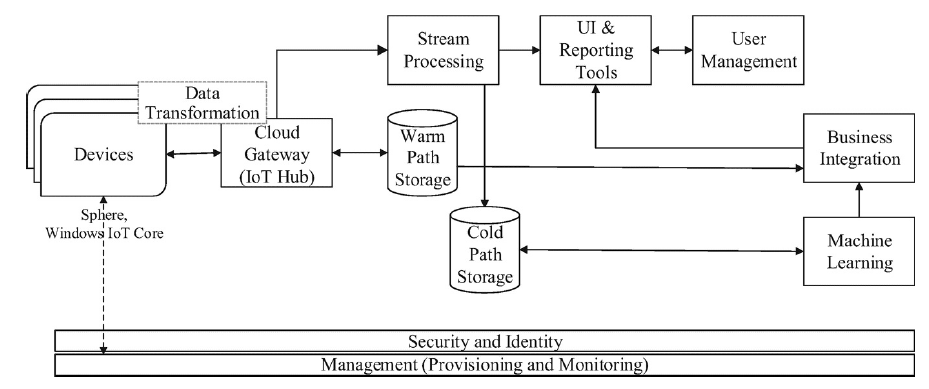 Stream
Processing
UI &
Reporting
Tools
User
Management
Data
Transformation
Devices
Cloud
Gateway
(IoT Hub)
Warm
Path
Storage
Business
Integration
Sphere,
Windows IoT Core
Cold
Path
Storage
Machine
Learning
Security and Identity
Management (Provisioning and Monitoring)